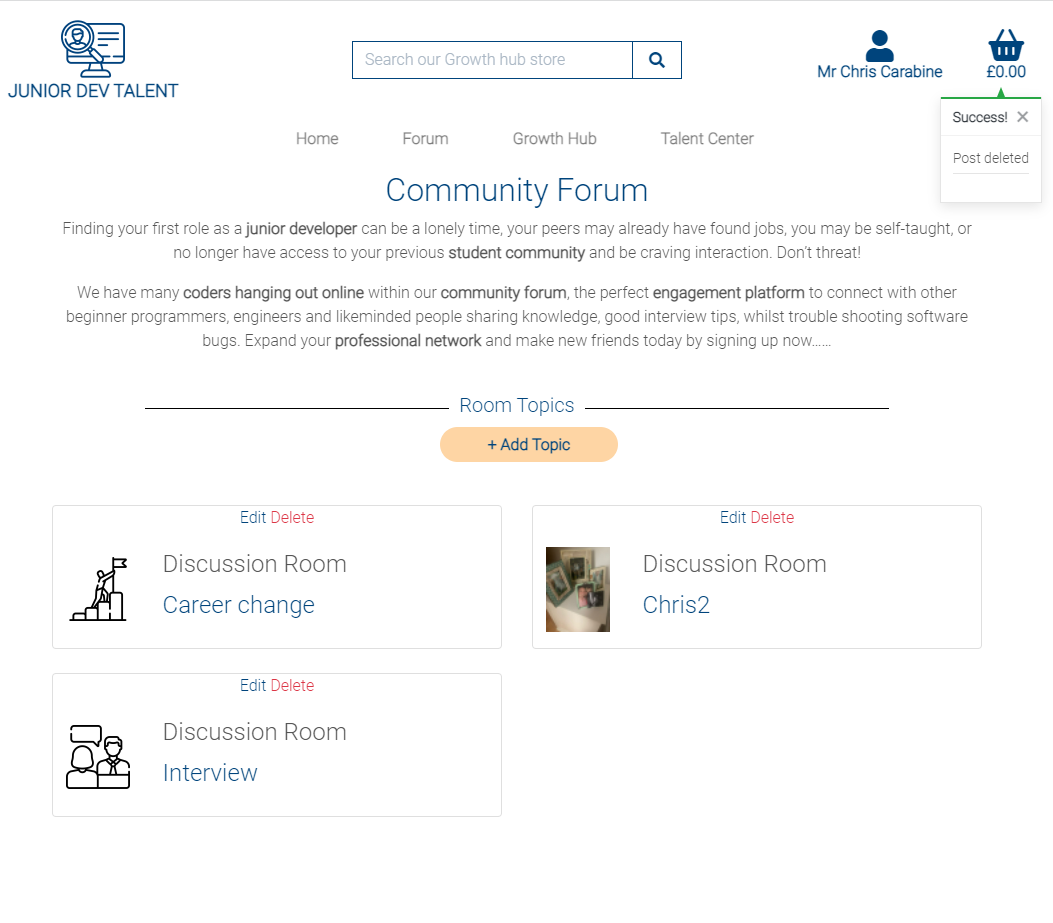 JUNIOR DEV TALENT
Search our Growth hub store
Mr Chris Carabine
£0.00
Success! ×
Post deleted
Home Forum Growth Hub Talent Center
Community Forum
Finding your first role as a junior developer can be a lonely time, your peers may already have found jobs, you may be self-taught, or
no longer have access to your previous student community and be craving interaction. Don't threat!
We have many coders hanging out online within our community forum, the perfect engagement platform to connect with other
beginner programmers, engineers and likeminded people sharing knowledge, good interview tips, whilst trouble shooting software
bugs. Expand your professional network and make new friends today by signing up now......
Room Topics
+ Add Topic
Edit Delete
Discussion Room
Career change
Edit Delete
Discussion Room
Chris2
Edit Delete
Discussion Room
Interview